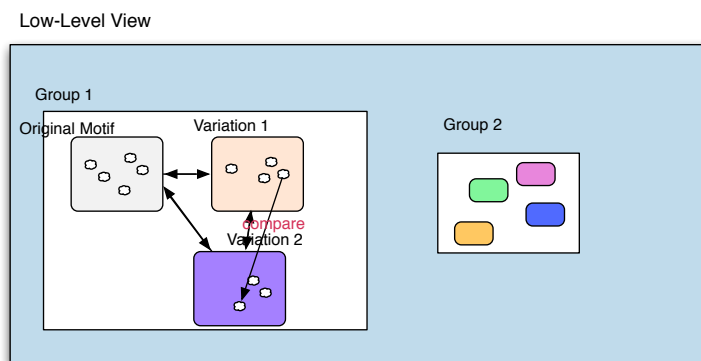 Low-Level View
Group 1
Original Motif
Variation 1
Group 2
compare
Variation 2